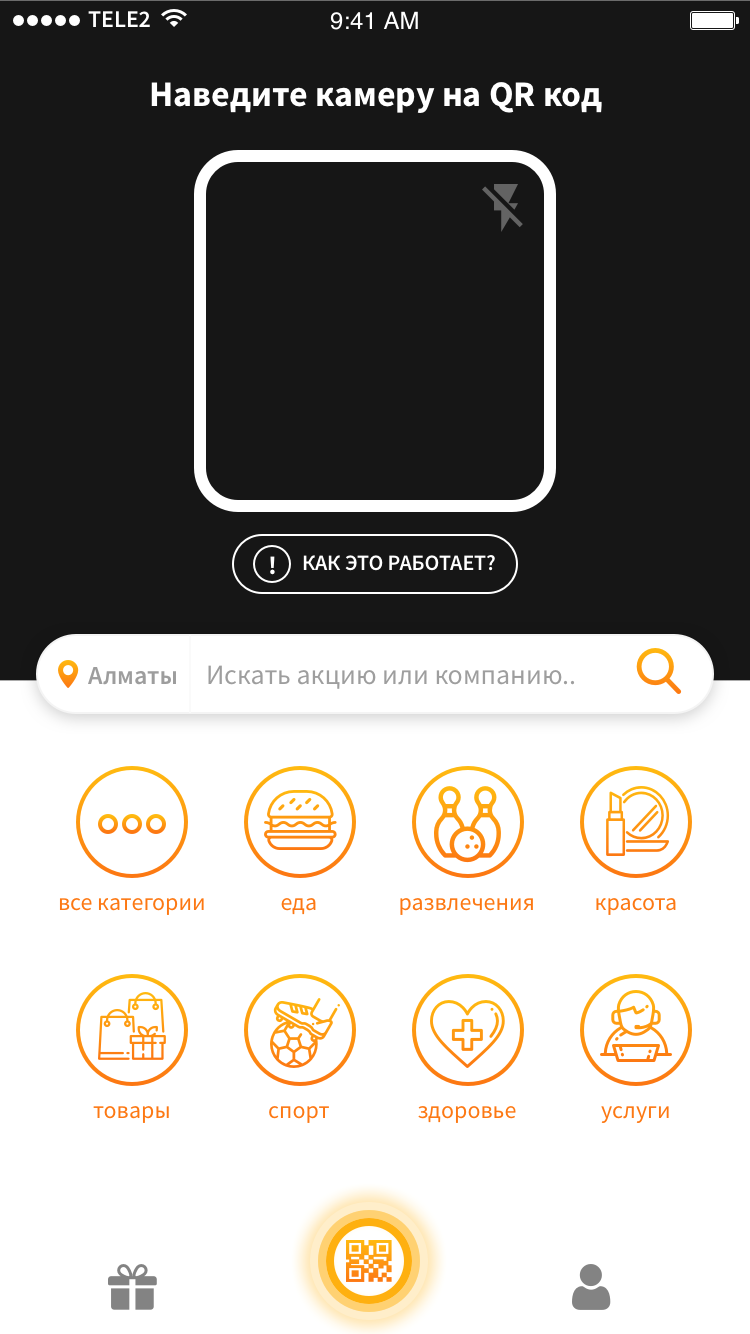 TELE2 9:41 AM
Наведите камеру на QR код
! КАК ЭТО РАБОТАЕТ?
Алматы Искать акцию или компанию..
все категории еда развлечения красота
товары спорт здоровье услуги